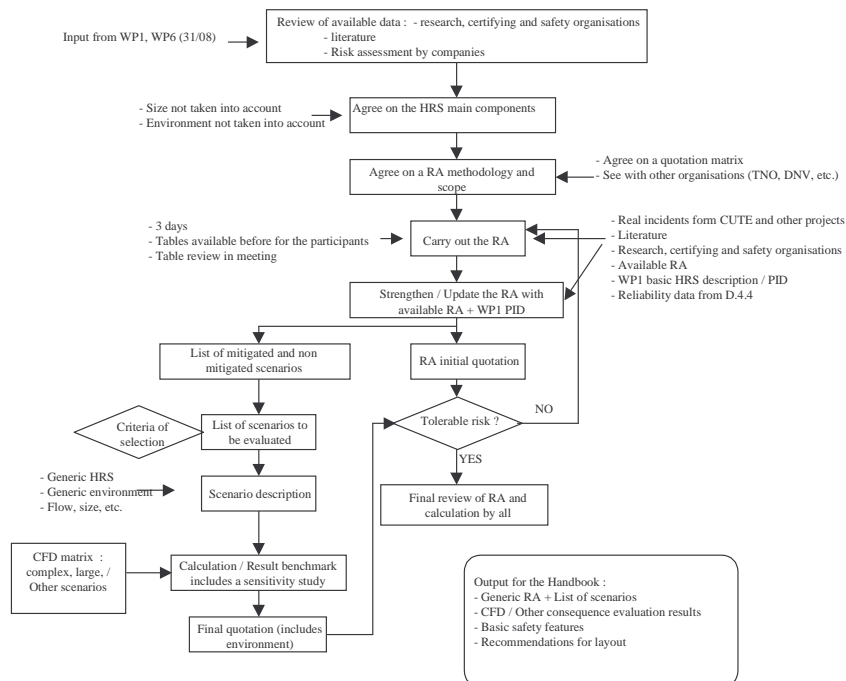 Review of available data : - research, certifying and safety organisations
- literature
- Risk assessment by companies
Input from WP1, WP6 (31/08)
- Size not taken into account
- Environment not taken into account
Agree on the HRS main components
Agree on a RA methodology and
scope
- Agree on a quotation matrix
- See with other organisations (TNO, DNV, etc.)
- 3 days
- Tables available before for the participants
- Table review in meeting
Carry out the RA
- Real incidents form CUTE and other projects
- Literature
- Research, certifying and safety organisations
- Available RA
- WP1 basic HRS description / PID
- Reliability data from D.4.4
Strengthen / Update the RA with
available RA + WP1 PID
List of mitigated and non
mitigated scenarios
RA initial quotation
Criteria of
selection
List of scenarios to
be evaluated
Tolerable risk ?
NO
YES
- Generic HRS
- Generic environment
- Flow, size, etc.
Scenario description
Final review of RA and
calculation by all
CFD matrix :
complex, large, /
Other scenarios
Calculation / Result benchmark
includes a sensitivity study
Final quotation (includes
environment)
Output for the Handbook :
- Generic RA + List of scenarios
- CFD / Other consequence evaluation results
- Basic safety features
- Recommendations for layout